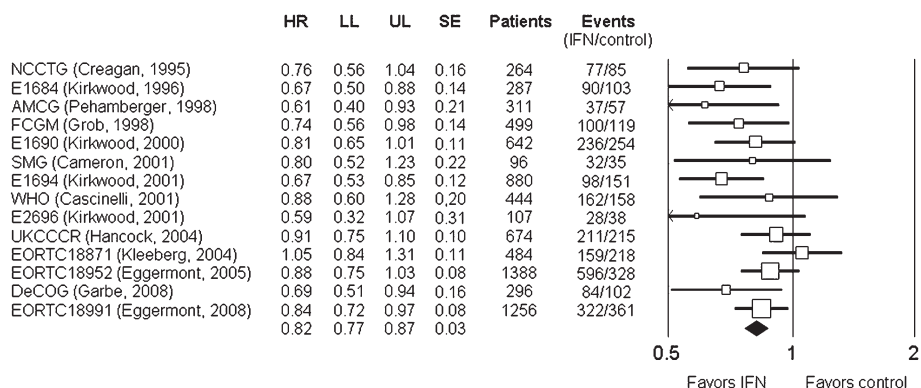 HR LL UL SE Patients Events
(IFN/control)
NCCTG (Creagan, 1995) 0.76 0.56 1.04 0.16 264 77/85
E1684 (Kirkwood, 1996) 0.67 0.50 0.88 0.14 287 90/103
AMCG (Pehamberger, 1998) 0.61 0.40 0.93 0.21 311 37/57
FCGM (Grob, 1998) 0.74 0.56 0.98 0.14 499 100/119
E1690 (Kirkwood, 2000) 0.81 0.65 1.01 0.11 642 236/254
SMG (Cameron, 2001) 0.80 0.52 1.23 0.22 96 32/35
E1694 (Kirkwood, 2001) 0.67 0.53 0.85 0.12 880 98/151
WHO (Cascinelli, 2001) 0.88 0.60 1.28 0.20 444 162/158
E2696 (Kirkwood, 2001) 0.59 0.32 1.07 0.31 107 28/38
UKCCCR (Hancock, 2004) 0.91 0.75 1.10 0.10 674 211/215
EORTC18871 (Kleeberg, 2004) 1.05 0.84 1.31 0.11 484 159/218
EORTC18952 (Eggermont, 2005) 0.88 0.75 1.03 0.08 1388 596/328
DeCOG (Garbe, 2008) 0.69 0.51 0.94 0.16 296 84/102
EORTC18991 (Eggermont, 2008) 0.84 0.72 0.97 0.08 1256 322/361
0.82 0.77 0.87 0.03
0.5 1 2
Favors IFN Favors control